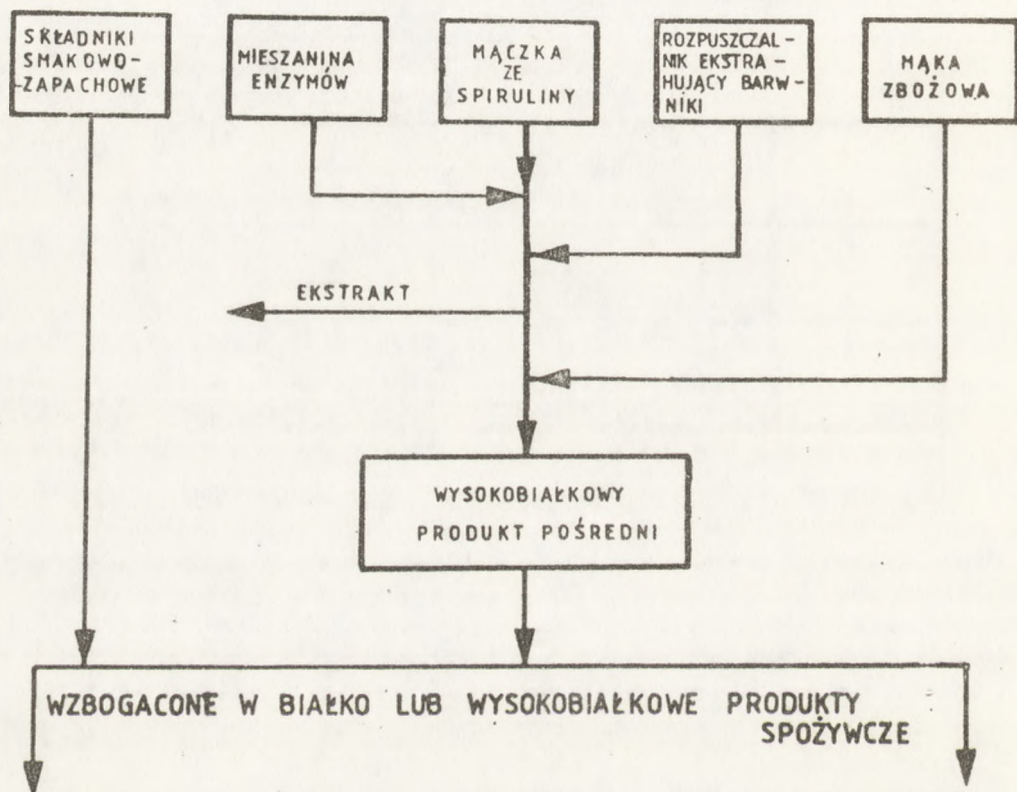 SKŁADNIKI
SMAKOWO-
-ZAPACHOWE
MIESZANINA
ENZYMÓW
MĄCZKA
ZE
SPIRULINY
ROZPUSZCZAL-
NIK EKSTRA-
HUJĄCY BARW-
NIKI
MĄKA
ZBOŻOWA
EKSTRAKT
WYSOKOBIAŁKOWY
PRODUKT POŚREDNI
WZBOGACONE W BIAŁKO LUB WYSOKOBIAŁKOWE PRODUKTY
SPOŻYWCZE